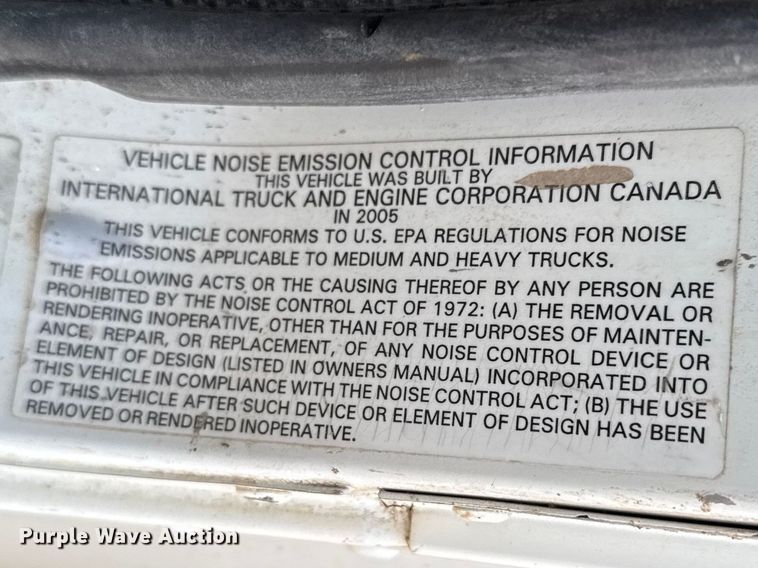 VEHICLE NOISE EMISSION CONTROL INFORMATION
THIS VEHICLE WAS BUILT BY
INTERNATIONAL TRUCK AND ENGINE CORPORATION CANADA
IN 2005
THIS VEHICLE CONFORMS TO U.S. EPA REGULATIONS FOR NOISE
EMISSIONS APPLICABLE TO MEDIUM AND HEAVY TRUCKS.
THE FOLLOWING ACTS OR THE CAUSING THEREOF BY ANY PERSON ARE
PROHIBITED BY THE NOISE CONTROL ACT OF 1972: (A) THE REMOVAL OR
RENDERING INOPERATIVE, OTHER THAN FOR THE PURPOSES OF MAINTEN-
ANCE, REPAIR, OR REPLACEMENT, OF ANY NOISE CONTROL DEVICE OR
ELEMENT OF DESIGN (LISTED IN OWNERS MANUAL) INCORPORATED INTO
THIS VEHICLE IN COMPLIANCE WITH THE NOISE CONTROL ACT; (B) THE USE
OF THIS VEHICLE AFTER SUCH DEVICE OR ELEMENT OF DESIGN HAS BEEN
REMOVED OR RENDERED INOPERATIVE.
Purple Wave Auction